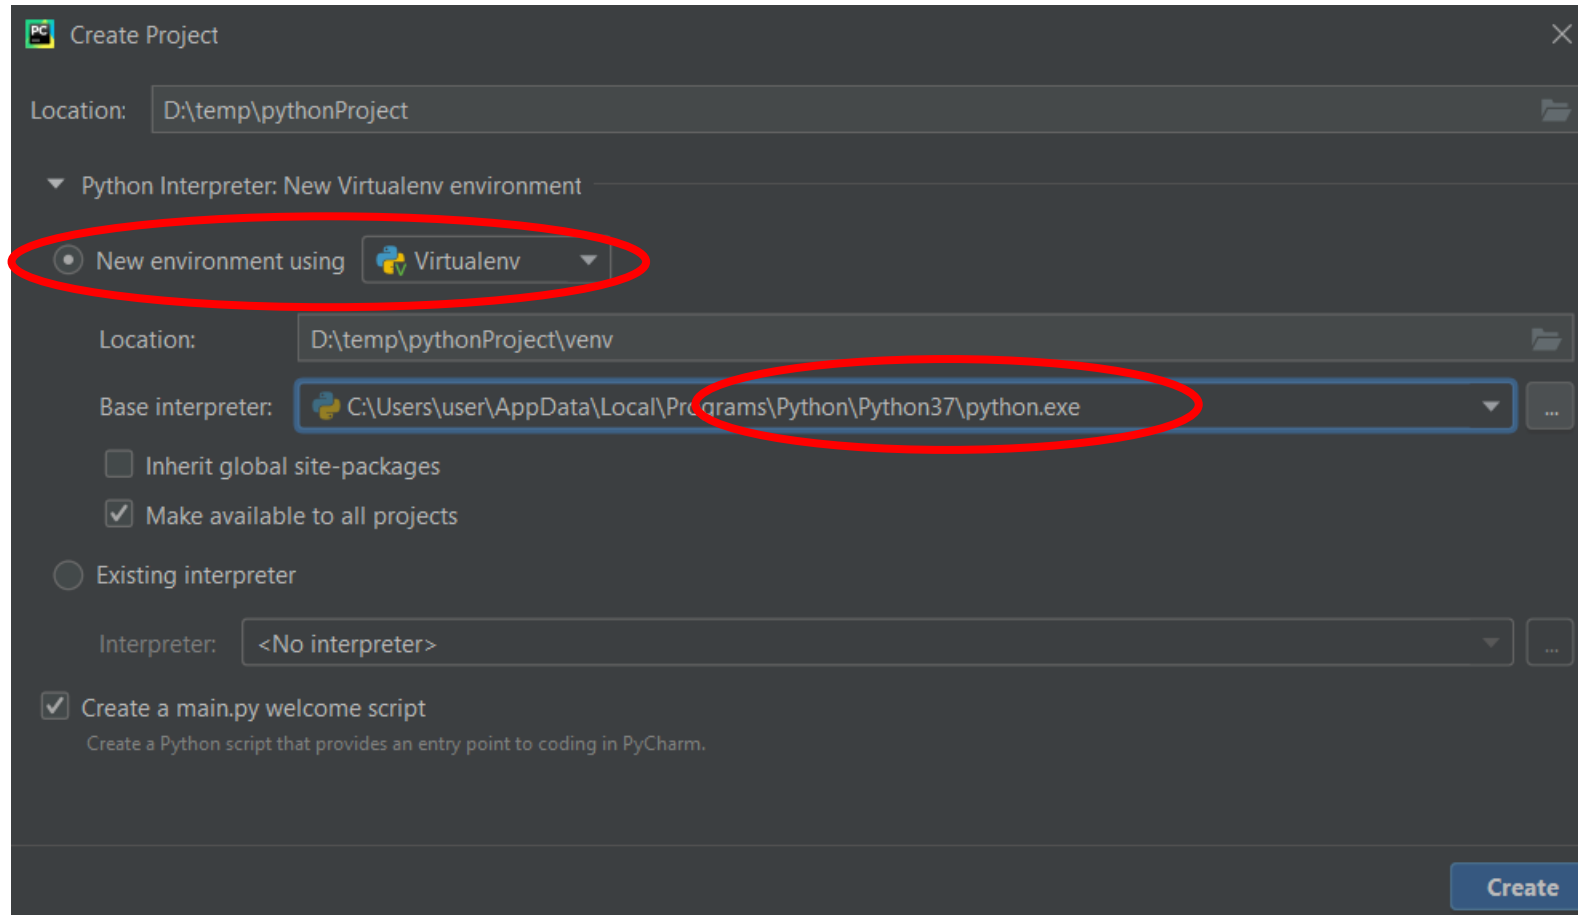 PC Create Project
Location: D:\temp\pythonProject
Python Interpreter: New Virtualenv environment
New environment using Virtualenv
Location: D:\temp\pythonProject\venv
Base interpreter: C:\Users\user\AppData\Local\Programs\Python\Python37\python.exe ...
Inherit global site-packages
Make available to all projects
Existing interpreter
Interpreter: <No interpreter> ...
Create a main.py welcome script
Create a Python script that provides an entry point to coding in PyCharm.
Create